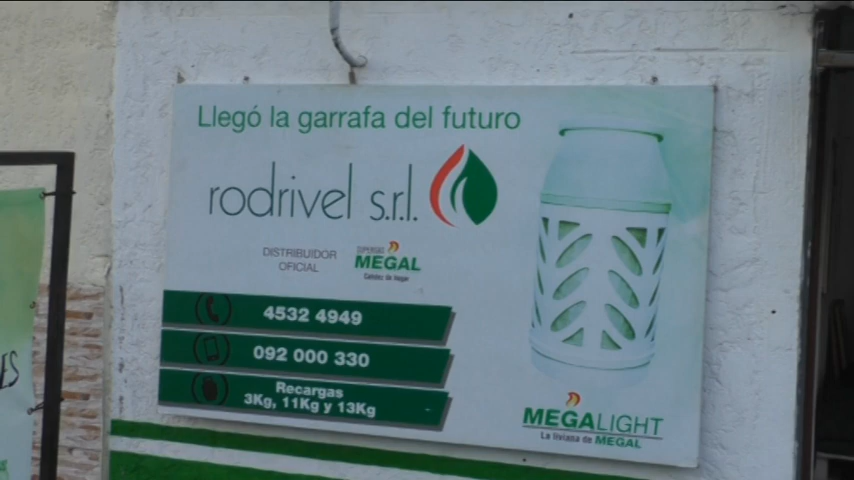 Llegó la garrafa del futuro
rodrivel s.r.l.
DISTRIBUIDOR
OFICIAL
SUPERGAS
MEGAL
Calidez de hogar
4532 4949
092 000 330
Recargas
3Kg, 11Kg y 13Kg
MEGALIGHT
La liviana de MEGAL